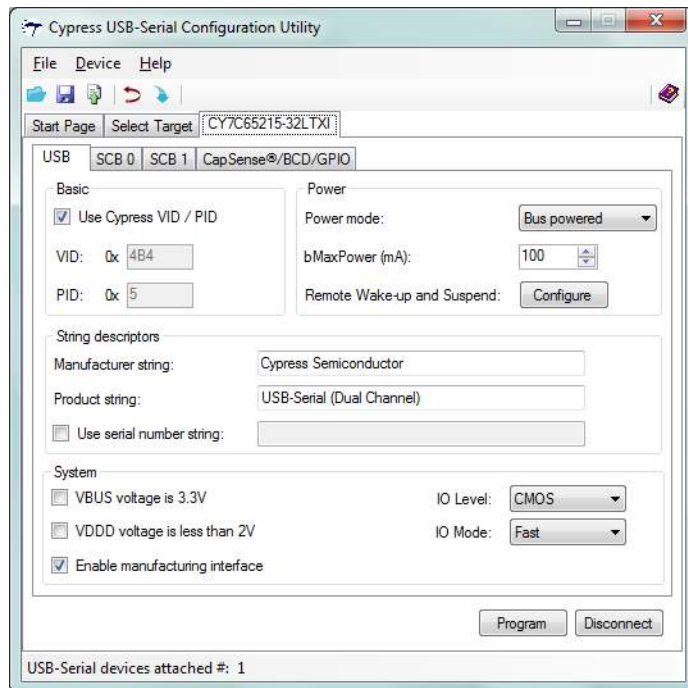 Cypress USB-Serial Configuration Utility
File Device Help
Start Page Select Target CY7C65215-32LTXI
USB SCB 0 SCB 1 CapSense®/BCD/GPIO
Basic
Use Cypress VID / PID
VID: 0x 4B4
PID: 0x 5
Power
Power mode: Bus powered
bMaxPower (mA): 100
Remote Wake-up and Suspend: Configure
String descriptors
Manufacturer string: Cypress Semiconductor
Product string: USB-Serial (Dual Channel)
Use serial number string:
System
VBUS voltage is 3.3V IO Level: CMOS
VDDD voltage is less than 2V IO Mode: Fast
Enable manufacturing interface
Program Disconnect
USB-Serial devices attached #: 1